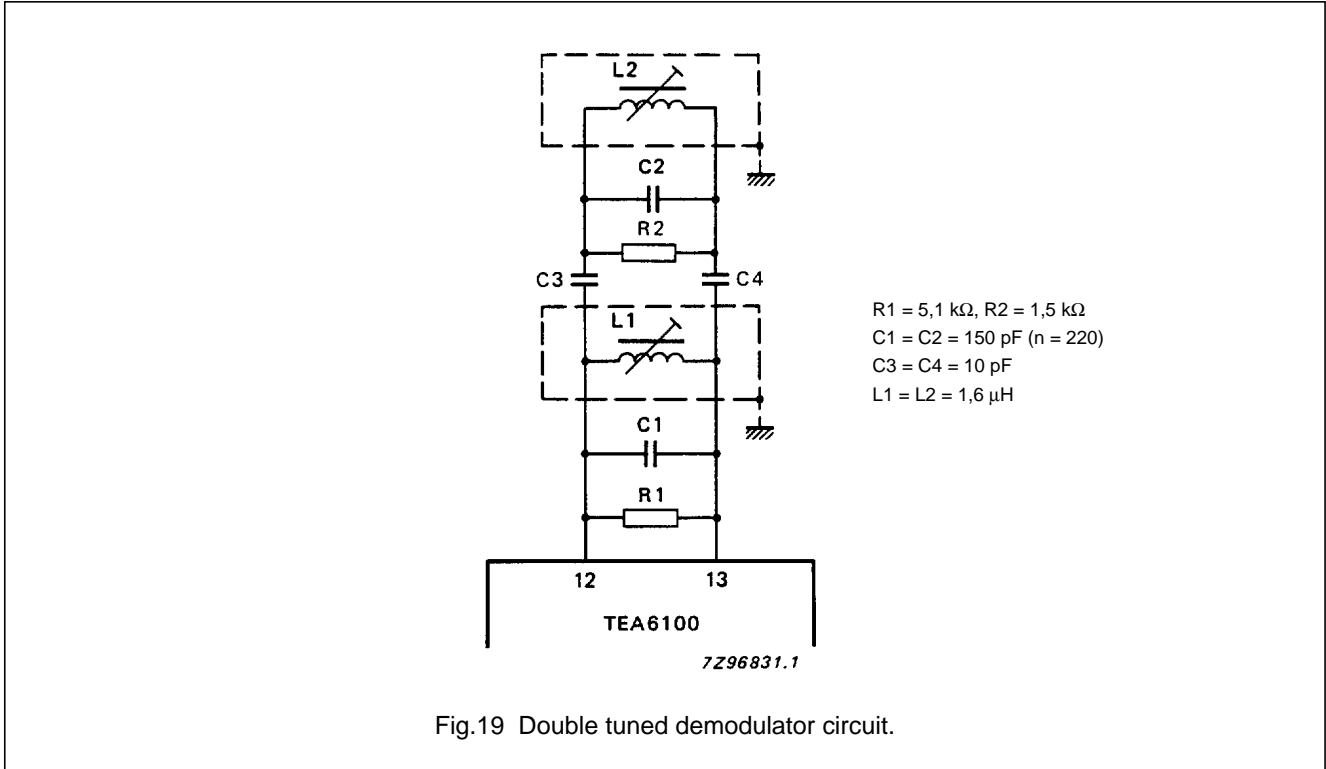 L2
C2
R2
C3
C4
L1
C1
R1
12
13
TEA6100
7Z96831.1
R1 = 5,1 kΩ, R2 = 1,5 kΩ
C1 = C2 = 150 pF (n = 220)
C3 = C4 = 10 pF
L1 = L2 = 1,6 μH
Fig.19 Double tuned demodulator circuit.